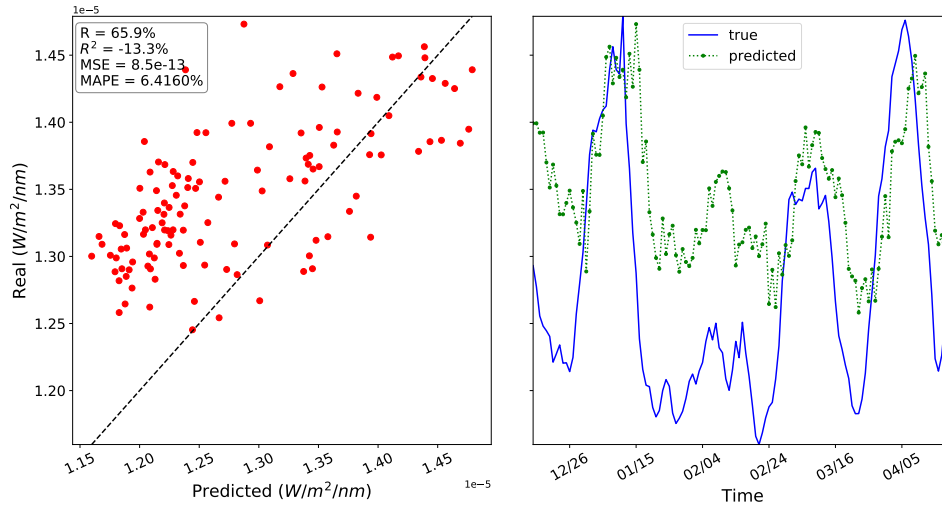 1e−5
R = 65.9%
R² = -13.3%
MSE = 8.5e-13
MAPE = 6.4160%
1.45
1.40
1.35
1.30
1.25
1.20
Real (W/m²/nm)
1.15
1.20
1.25
1.30
1.35
1.40
1.45
1e−5
Predicted (W/m²/nm)
true
predicted
12/26
01/15
02/04
02/24
03/16
04/05
Time